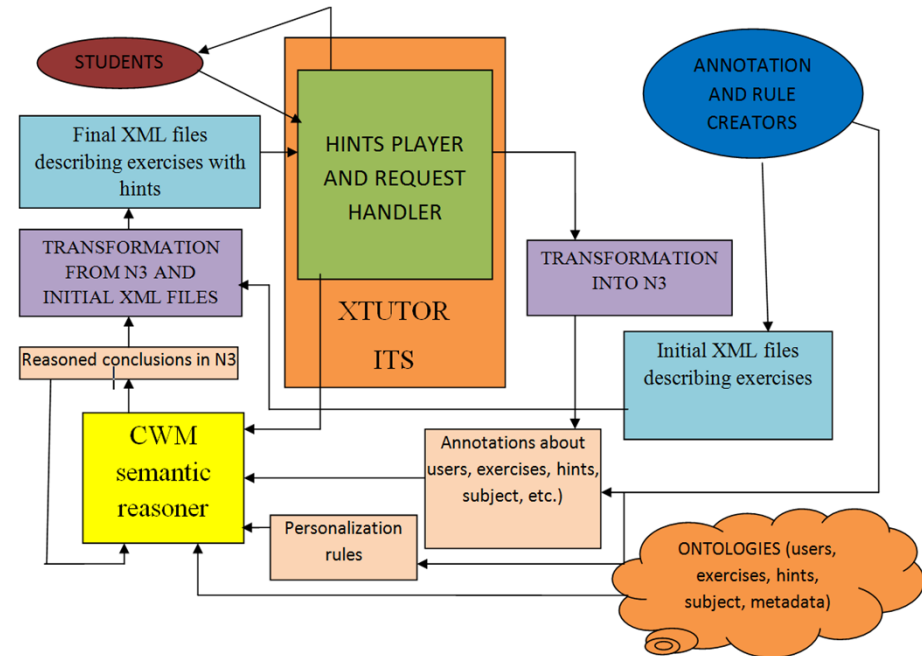 STUDENTS
ANNOTATION
AND RULE
CREATORS
Final XML files
describing exercises with
hints
HINTS PLAYER
AND REQUEST
HANDLER
TRANSFORMATION
FROM N3 AND
INITIAL XML FILES
TRANSFORMATION
INTO N3
XTUTOR
ITS
Reasoned conclusions in N3
Initial XML files
describing exercises
CWM
semantic
reasoner
Annotations about
users, exercises, hints,
subject, etc.)
Personalization
rules
ONTOLOGIES (users,
exercises, hints,
subject, metadata)